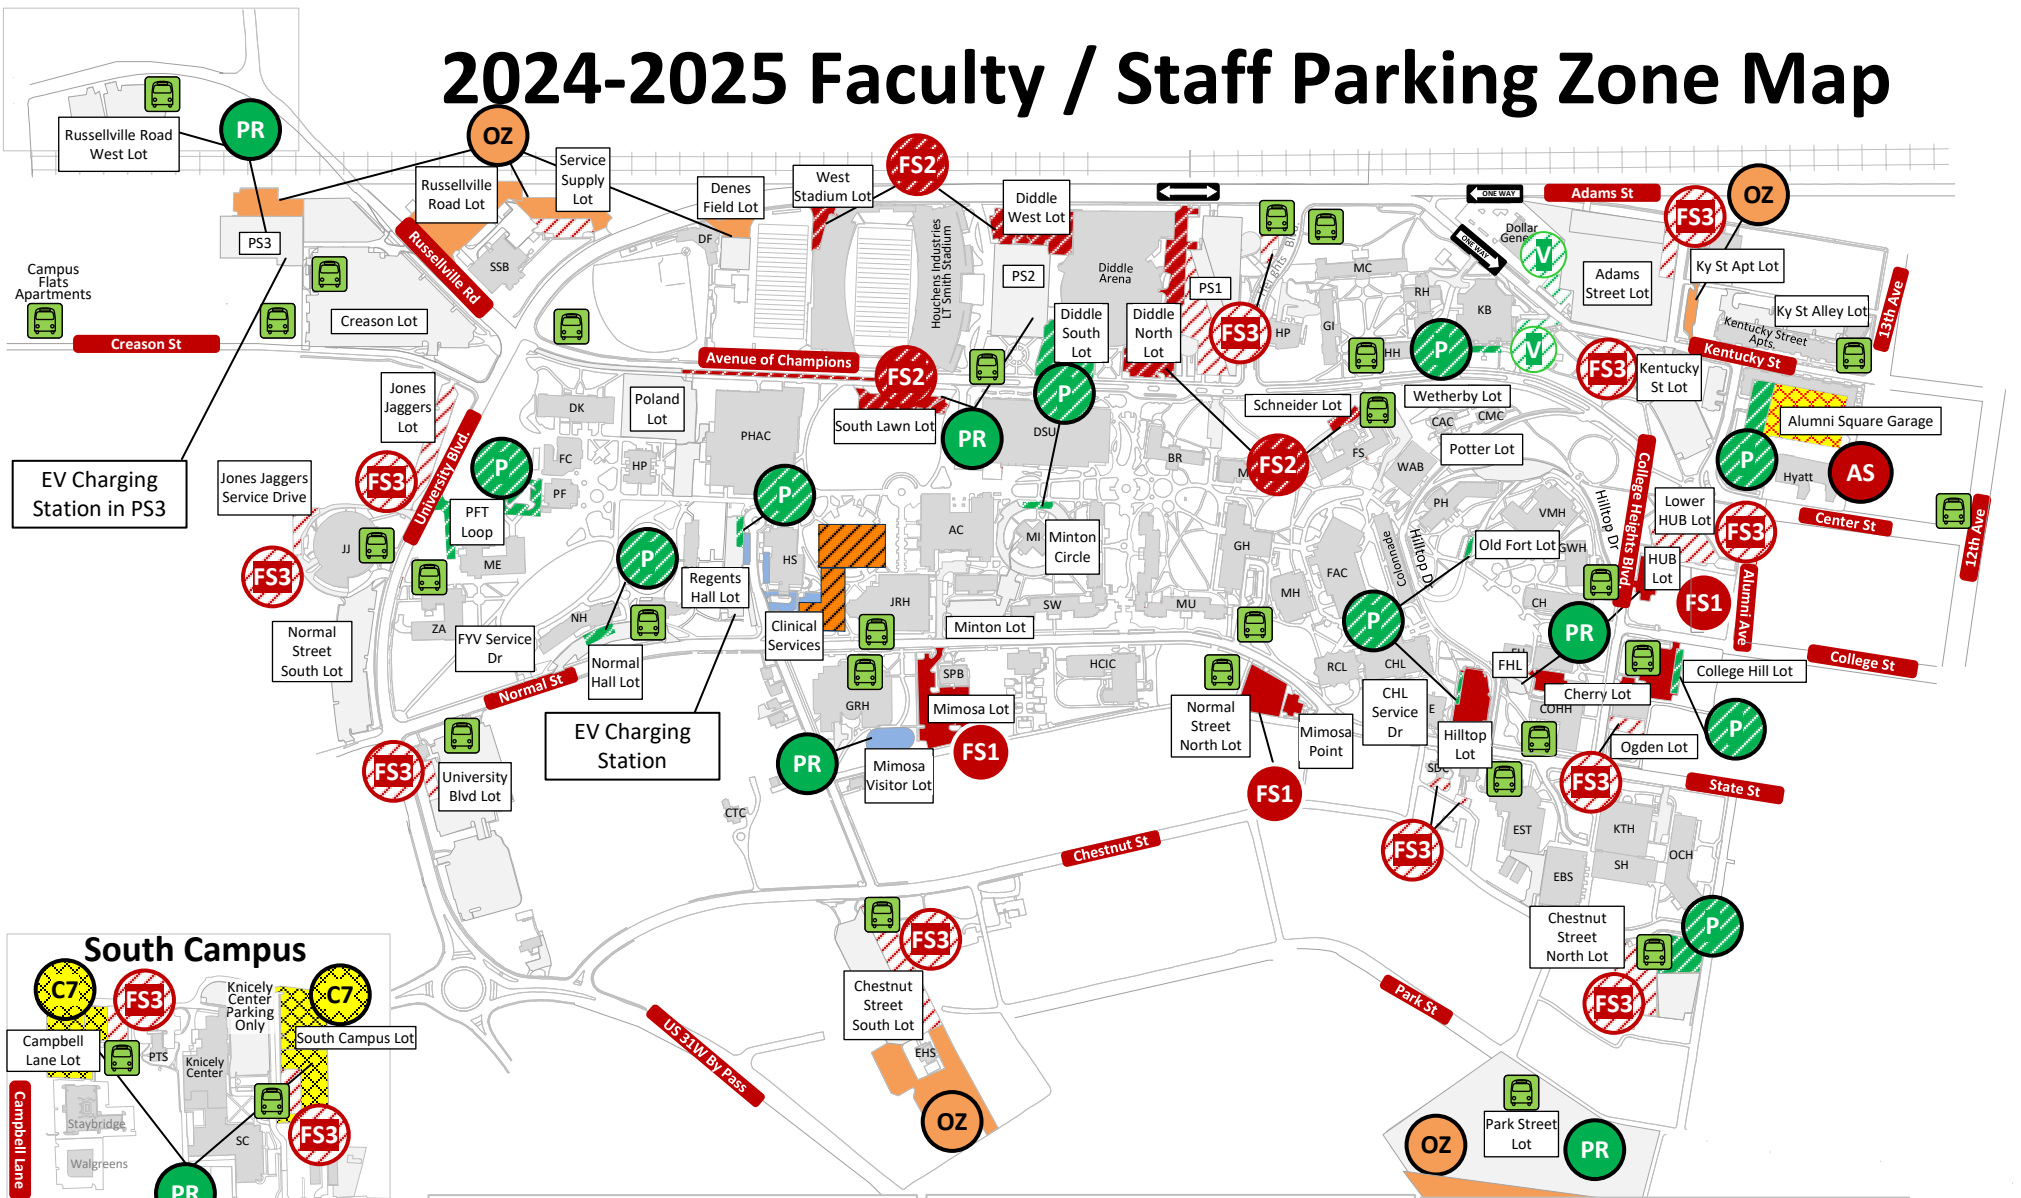 2024-2025 Faculty / Staff Parking Zone Map
Russellville Road
West Lot
PR
OZ
Russellville
Road Lot
Service
Supply
Lot
Denes
Field Lot
West
Stadium Lot
FS2
Diddle
West Lot
ONE WAY
Adams St
FS3
OZ
PS3
Russellville Rd
SSB
DF
Houchens Industries
LT Smith Stadium
PS2
Diddle
Arena
PS1
ONE WAY
Dollar
V
MC
RH
KB
GI
HP
HH
Adams
Street Lot
Ky St Apt Lot
Ky St Alley Lot
Kentucky Street
Apts.
13th Ave
Campus
Flats
Apartments
Creason Lot
Creason St
Avenue of Champions
Diddle
South
Lot
Diddle
North
Lot
FS3
P
V
Kentucky St
FS3
Kentucky
St Lot
Jones
Jaggers
Lot
DK
Poland
Lot
PHAC
FS2
South Lawn Lot
PR
P
DSU
Schneider Lot
Wetherby Lot
CAC
CMC
Potter Lot
Alumni Square Garage
P
AS
Hyatt
EV Charging
Station in PS3
Jones Jaggers
Service Drive
FS3
University Blvd.
P
FC
PF
HP
P
BR
FS2
FS
WAB
PH
College Heights Blvd
Hilltop Dr
Lower
HUB Lot
FS3
Center St
12th Ave
PFT
Loop
JJ
FS3
ME
P
HS
AC
MI
Minton
Circle
GH
FAC
Colonnade
Hilltop Dr
VMH
GWH
Old Fort Lot
HUB
Lot
FS1
Alumni Ave
Regents
Hall Lot
JRH
SW
MU
MH
P
CH
PR
Normal
Street
South Lot
ZA
FYV Service
Dr
NH
Normal
Hall Lot
Clinical
Services
Minton Lot
Normal St
GRH
SPB
HCIC
Mimosa Lot
FS1
Normal
Street
North Lot
Mimosa
Point
RCL
CHL
CHL
Service
Dr
Hilltop
Lot
FHL
Cherry Lot
COHH
College Hill Lot
College St
P
Ogden Lot
EV Charging
Station
PR
Mimosa
Visitor Lot
FS1
FS3
University
Blvd Lot
CTC
FS3
State St
FS3
EST
KTH
SH
OCH
EBS
Chestnut St
FS3
Chestnut
Street
South Lot
EHS
OZ
Chestnut
Street
North Lot
P
FS3
Park St
US 31W By Pass
OZ
Park Street
Lot
PR
South Campus
C7
FS3
Knicely
Center
Parking
Only
C7
Campbell
Lane Lot
PTS
Knicely
Center
South Campus Lot
Campbell Lane
Staybridge
Walgreens
SC
FS3
PR